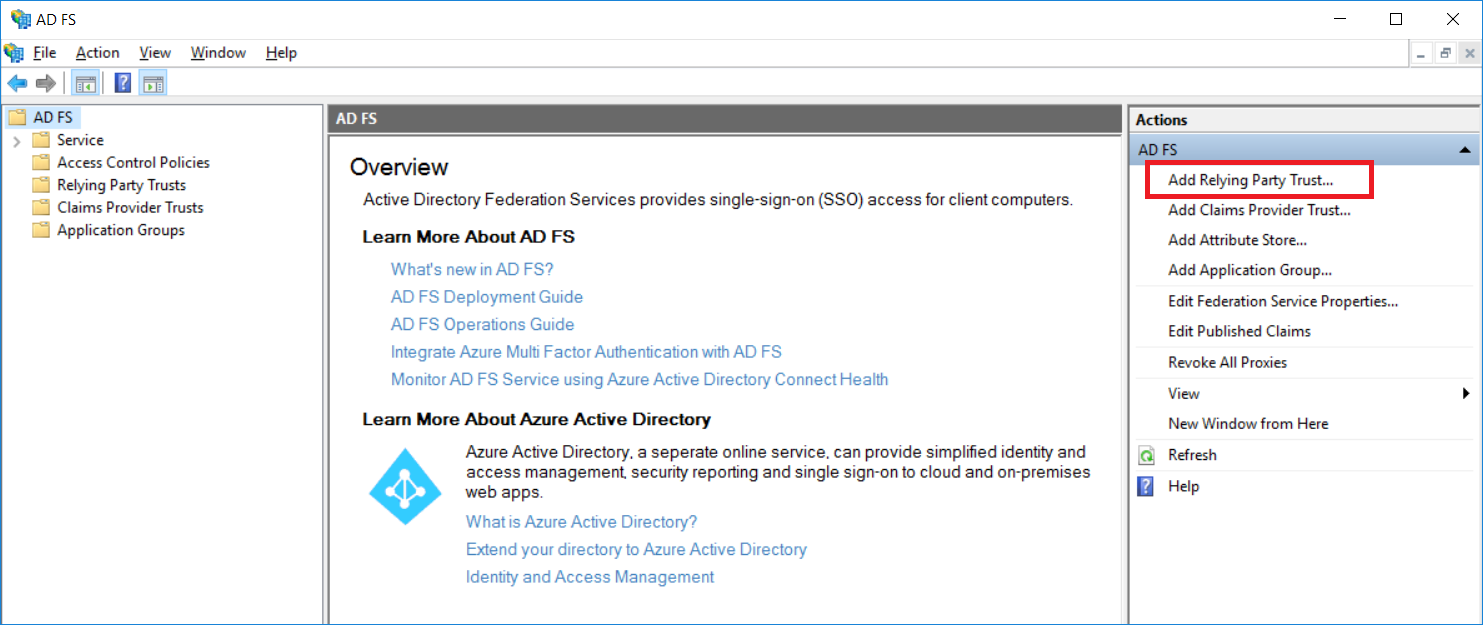 AD FS
File Action View Window Help
AD FS
Service
Access Control Policies
Relying Party Trusts
Claims Provider Trusts
Application Groups
AD FS
Overview
Active Directory Federation Services provides single-sign-on (SSO) access for client computers.
Learn More About AD FS
What's new in AD FS?
AD FS Deployment Guide
AD FS Operations Guide
Integrate Azure Multi Factor Authentication with AD FS
Monitor AD FS Service using Azure Active Directory Connect Health
Learn More About Azure Active Directory
Azure Active Directory, a seperate online service, can provide simplified identity and
access management, security reporting and single sign-on to cloud and on-premises
web apps.
What is Azure Active Directory?
Extend your directory to Azure Active Directory
Identity and Access Management
Actions
AD FS
Add Relying Party Trust...
Add Claims Provider Trust...
Add Attribute Store...
Add Application Group...
Edit Federation Service Properties...
Edit Published Claims
Revoke All Proxies
View
New Window from Here
Refresh
Help